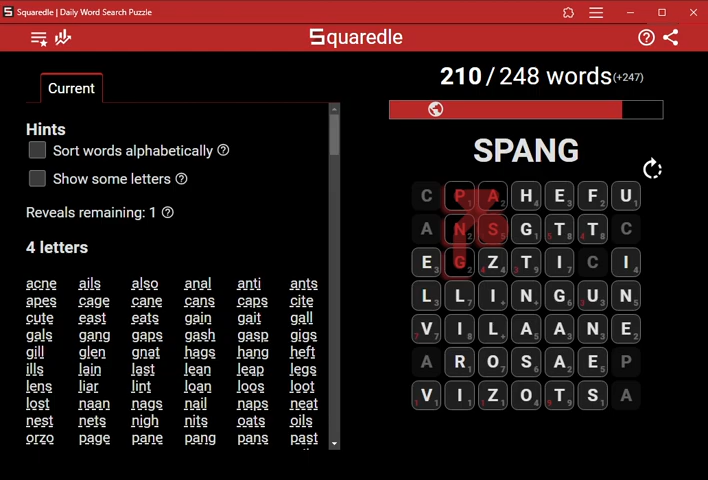 Squaredle | Daily Word Search Puzzle
Squaredle
Current
Hints
Sort words alphabetically
Show some letters
Reveals remaining: 1
4 letters
acne ails also anal anti ants
apes cage cane cans caps cite
cute east eats gain gait gall
gals gang gaps gash gasp gigs
gill glen gnat hags hang heft
ills lain last lean leap legs
lens liar lint loan loos loot
lost naan nags nail naps neat
nest nets nigh nits oats oils
orzo page pane pang pans past
210 / 248 words (+247)
SPANG
C P A H E F U
A N S G T T C
E G Z T I C I
L L I N G U N
V I L A A N E
A R O S A E P
V I Z O T S A